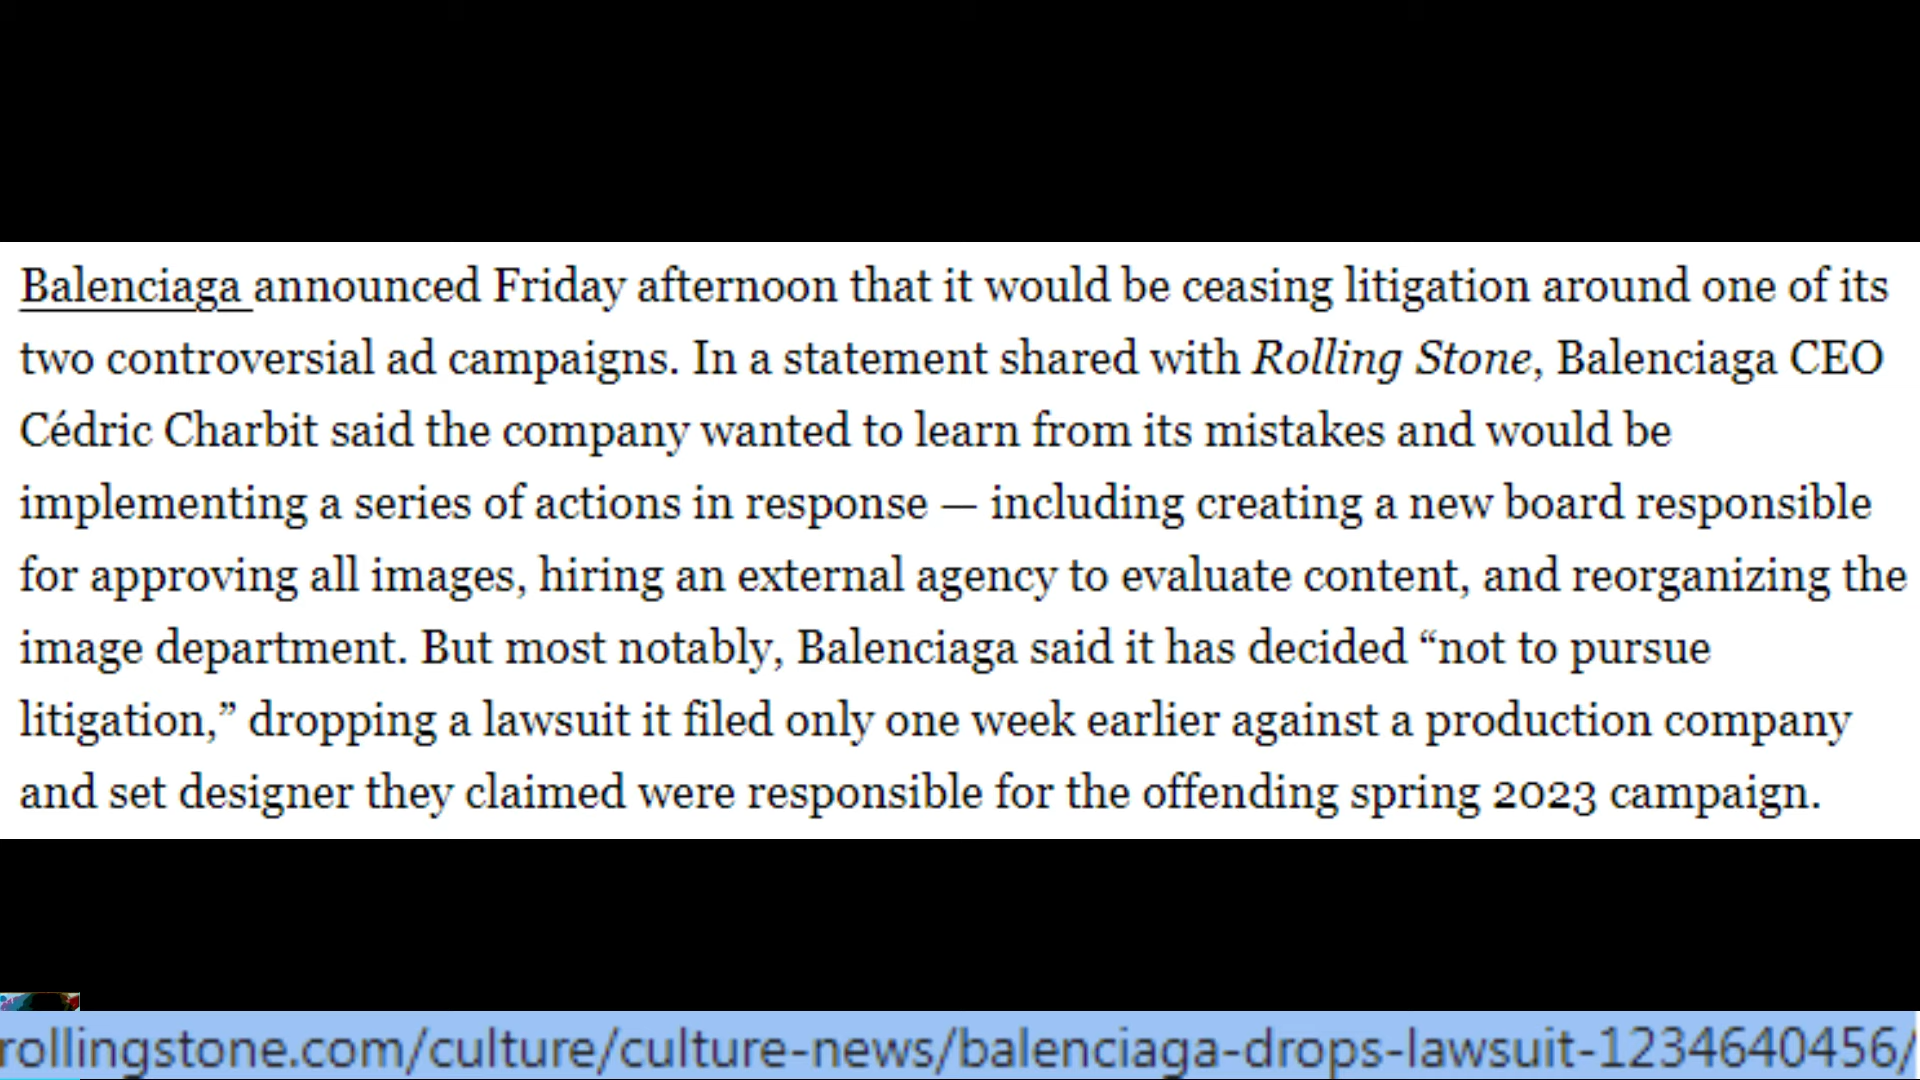 Balenciaga announced Friday afternoon that it would be ceasing litigation around one of its
two controversial ad campaigns. In a statement shared with Rolling Stone, Balenciaga CEO
Cédric Charbit said the company wanted to learn from its mistakes and would be
implementing a series of actions in response — including creating a new board responsible
for approving all images, hiring an external agency to evaluate content, and reorganizing the
image department. But most notably, Balenciaga said it has decided “not to pursue
litigation,” dropping a lawsuit it filed only one week earlier against a production company
and set designer they claimed were responsible for the offending spring 2023 campaign.
rollingstone.com/culture/culture-news/balenciaga-drops-lawsuit-1234640456/